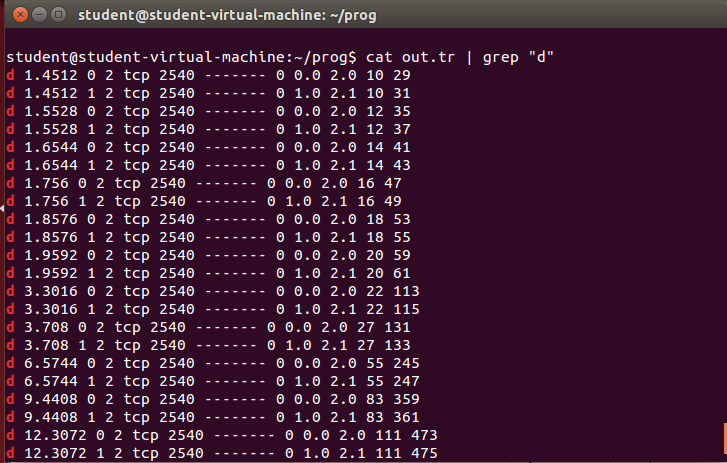 student@student-virtual-machine: ~/prog
student@student-virtual-machine:~/prog$ cat out.tr | grep "d"
d 1.4512 0 2 tcp 2540 ------- 0 0.0 2.0 10 29
d 1.4512 1 2 tcp 2540 ------- 0 1.0 2.1 10 31
d 1.5528 0 2 tcp 2540 ------- 0 0.0 2.0 12 35
d 1.5528 1 2 tcp 2540 ------- 0 1.0 2.1 12 37
d 1.6544 0 2 tcp 2540 ------- 0 0.0 2.0 14 41
d 1.6544 1 2 tcp 2540 ------- 0 1.0 2.1 14 43
d 1.756 0 2 tcp 2540 ------- 0 0.0 2.0 16 47
d 1.756 1 2 tcp 2540 ------- 0 1.0 2.1 16 49
d 1.8576 0 2 tcp 2540 ------- 0 0.0 2.0 18 53
d 1.8576 1 2 tcp 2540 ------- 0 1.0 2.1 18 55
d 1.9592 0 2 tcp 2540 ------- 0 0.0 2.0 20 59
d 1.9592 1 2 tcp 2540 ------- 0 1.0 2.1 20 61
d 3.3016 0 2 tcp 2540 ------- 0 0.0 2.0 22 113
d 3.3016 1 2 tcp 2540 ------- 0 1.0 2.1 22 115
d 3.708 0 2 tcp 2540 ------- 0 0.0 2.0 27 131
d 3.708 1 2 tcp 2540 ------- 0 1.0 2.1 27 133
d 6.5744 0 2 tcp 2540 ------- 0 0.0 2.0 55 245
d 6.5744 1 2 tcp 2540 ------- 0 1.0 2.1 55 247
d 9.4408 0 2 tcp 2540 ------- 0 0.0 2.0 83 359
d 9.4408 1 2 tcp 2540 ------- 0 1.0 2.1 83 361
d 12.3072 0 2 tcp 2540 ------- 0 0.0 2.0 111 473
d 12.3072 1 2 tcp 2540 ------- 0 1.0 2.1 111 475